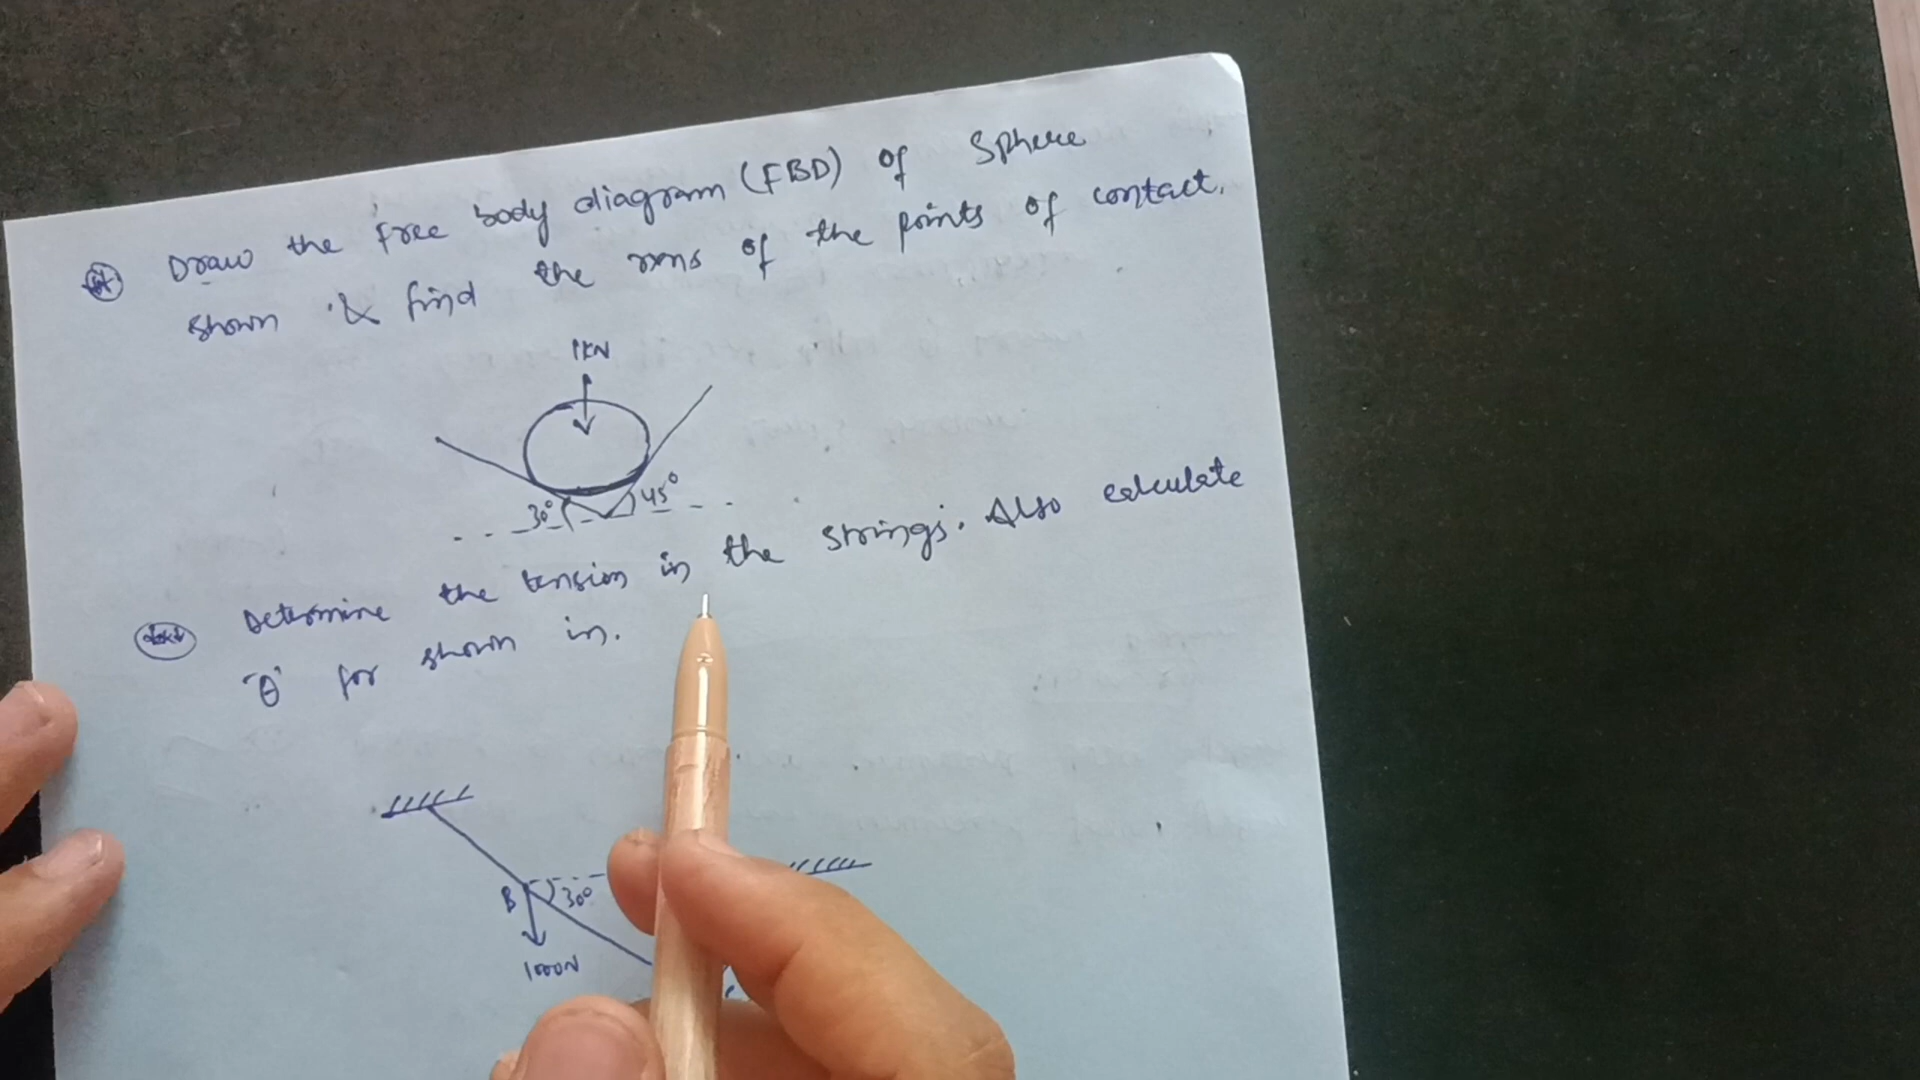 Draw the free body diagram (FBD) of Sphere
shown & find the rxns of the points of contact.
1KN
30° 45°
Determine the tension in the strings. Also calculate
'θ' for shown in.
B 30°
1000N